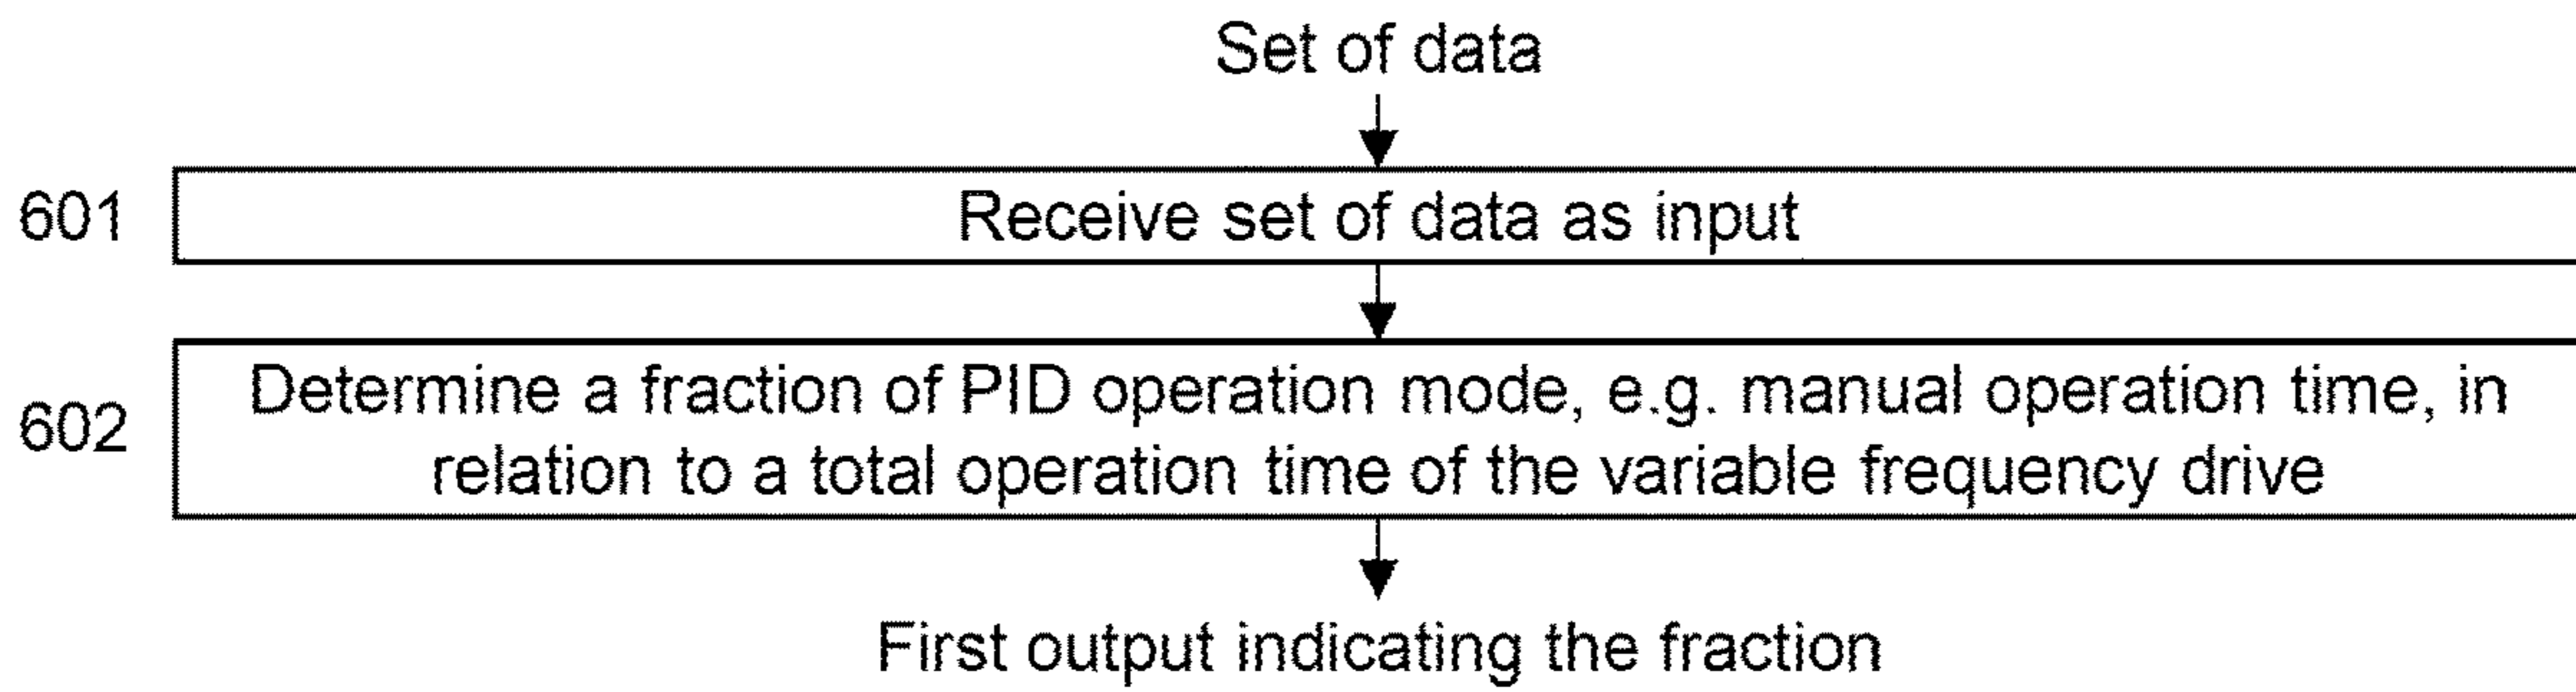 Set of data
601
Receive set of data as input
602
Determine a fraction of PID operation mode, e.g. manual operation time, in
relation to a total operation time of the variable frequency drive
First output indicating the fraction